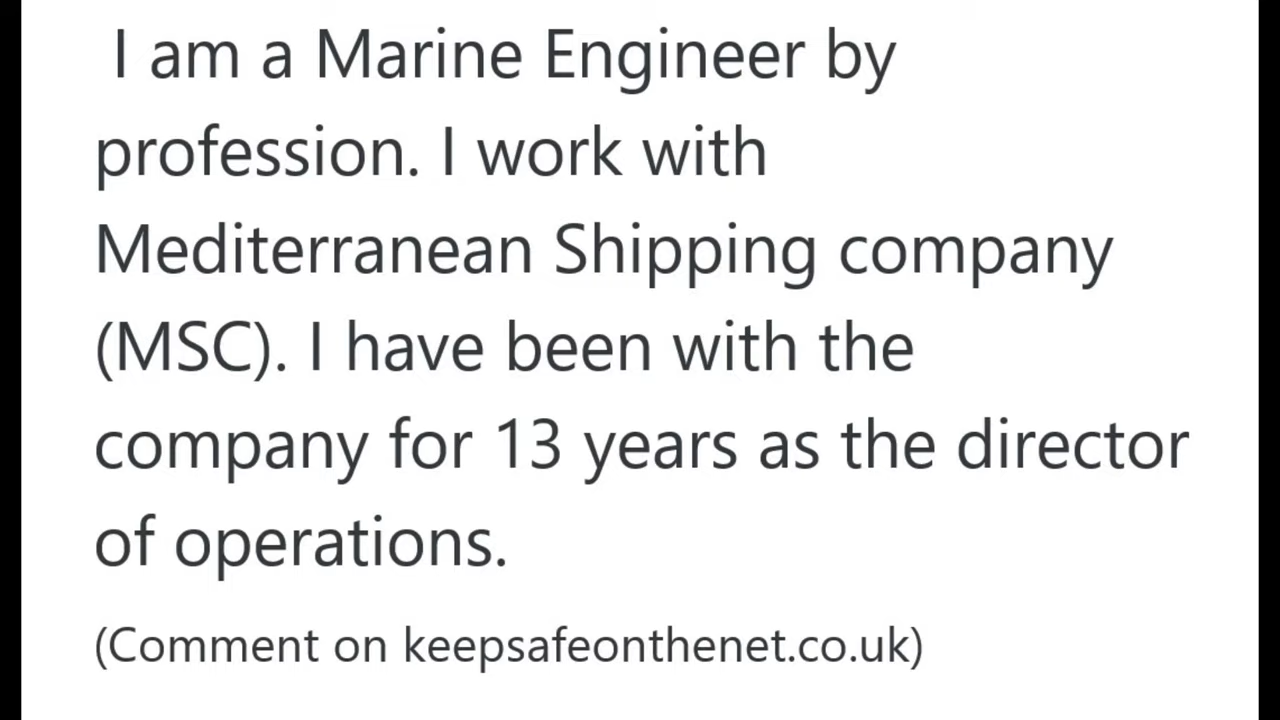 I am a Marine Engineer by
profession. I work with
Mediterranean Shipping company
(MSC). I have been with the
company for 13 years as the director
of operations.
(Comment on keepsafeonthenet.co.uk)